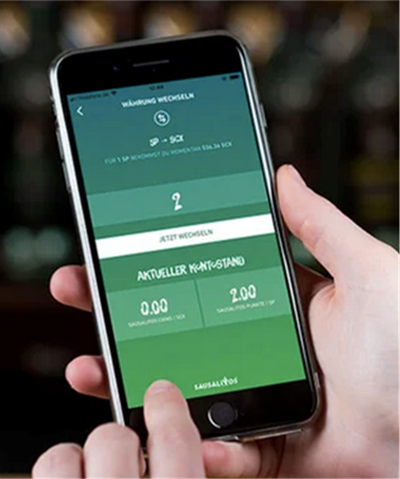 WÄHRUNG WECHSELN
SP → SCX
FÜR 1 SP BEKOMMST DU MOMENTAN 536.36 SCX
2
JETZT WECHSELN
AKTUELLER KONTOSTAND
0.00
2.00
SAUSALITOS COINS / SCX
SAUSALITOS PUNKTE / SP
SAUSALITOS